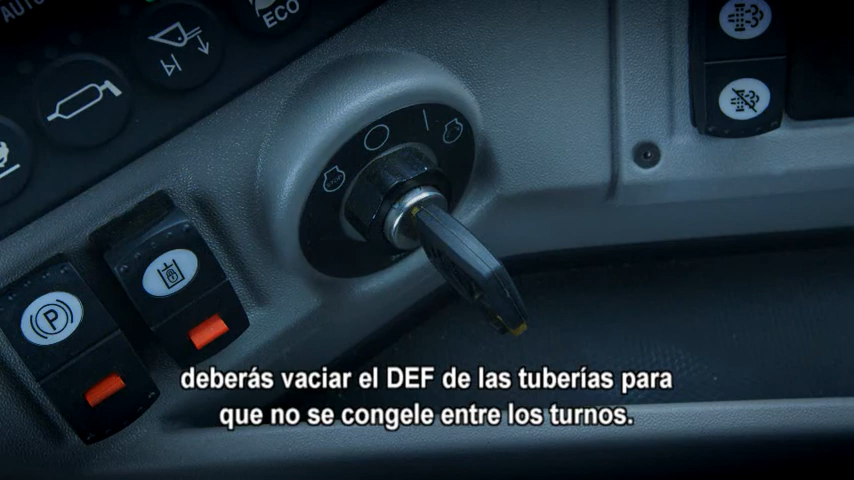 AUTO
ECO
P
deberás vaciar el DEF de las tuberías para
que no se congele entre los turnos.